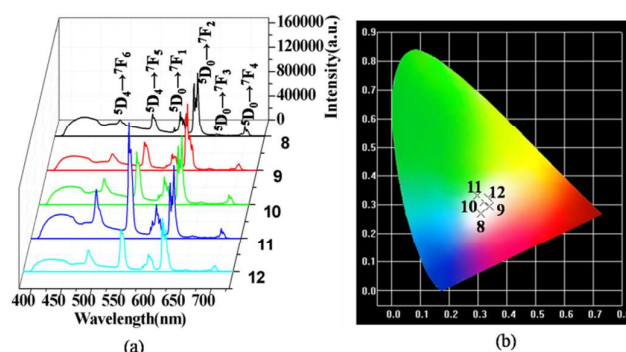 160000
120000
80000
40000
0
Intensity(a.u.)
⁵D₄→⁷F₆
⁵D₄→⁷F₅
⁵D₀→⁷F₁
⁵D₀→⁷F₂
⁵D₀→⁷F₃
⁵D₀→⁷F₄
8
9
10
11
12
400 450 500 550 600 650 700
Wavelength(nm)
(a)
0.9
0.8
0.7
0.6
0.5
0.4
0.3
0.2
0.1
0.0
11 12
10 9
8
0.0 0.1 0.2 0.3 0.4 0.5 0.6 0.7 0.8
(b)